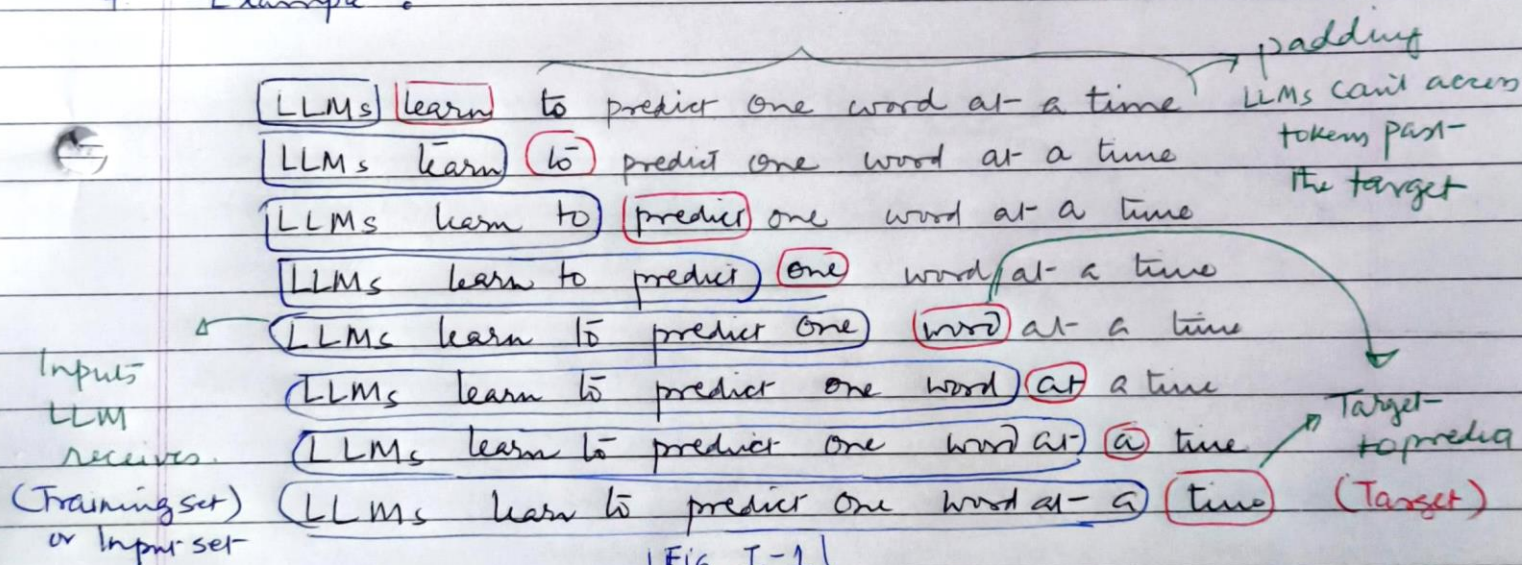 Example :
padding
LLMs learn to predict one word at a time
LLMs can't access
tokens past
the target
LLMs learn to predict one word at a time
LLMs learn to predict one word at a time
LLMs learn to predict one word at a time
LLMs learn to predict one word at a time
Inputs
LLM
receives.
(Training set)
or Input set
LLMs learn to predict one word at a time
LLMs learn to predict one word at a time
LLMs learn to predict one word at a time
Target
to predict
(Target)
Fig I-1